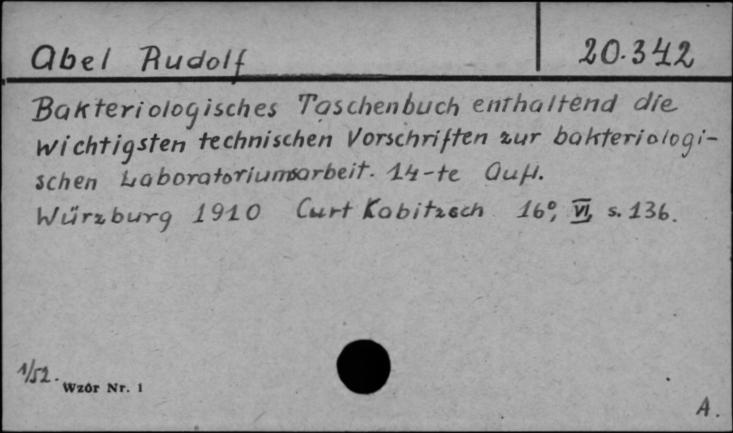 Abel Rudolf
20.342
Bakteriologisches Taschenbuch enthaltend die
wichtigsten technischen Vorschriften zur bakteriologi-
schen Laboratoriumsarbeit. 14-te Aufl.
Würzburg 1910 Curt Kabitzsch 16°, VI, s. 136.
1/52.
Wzór Nr. 1
A.